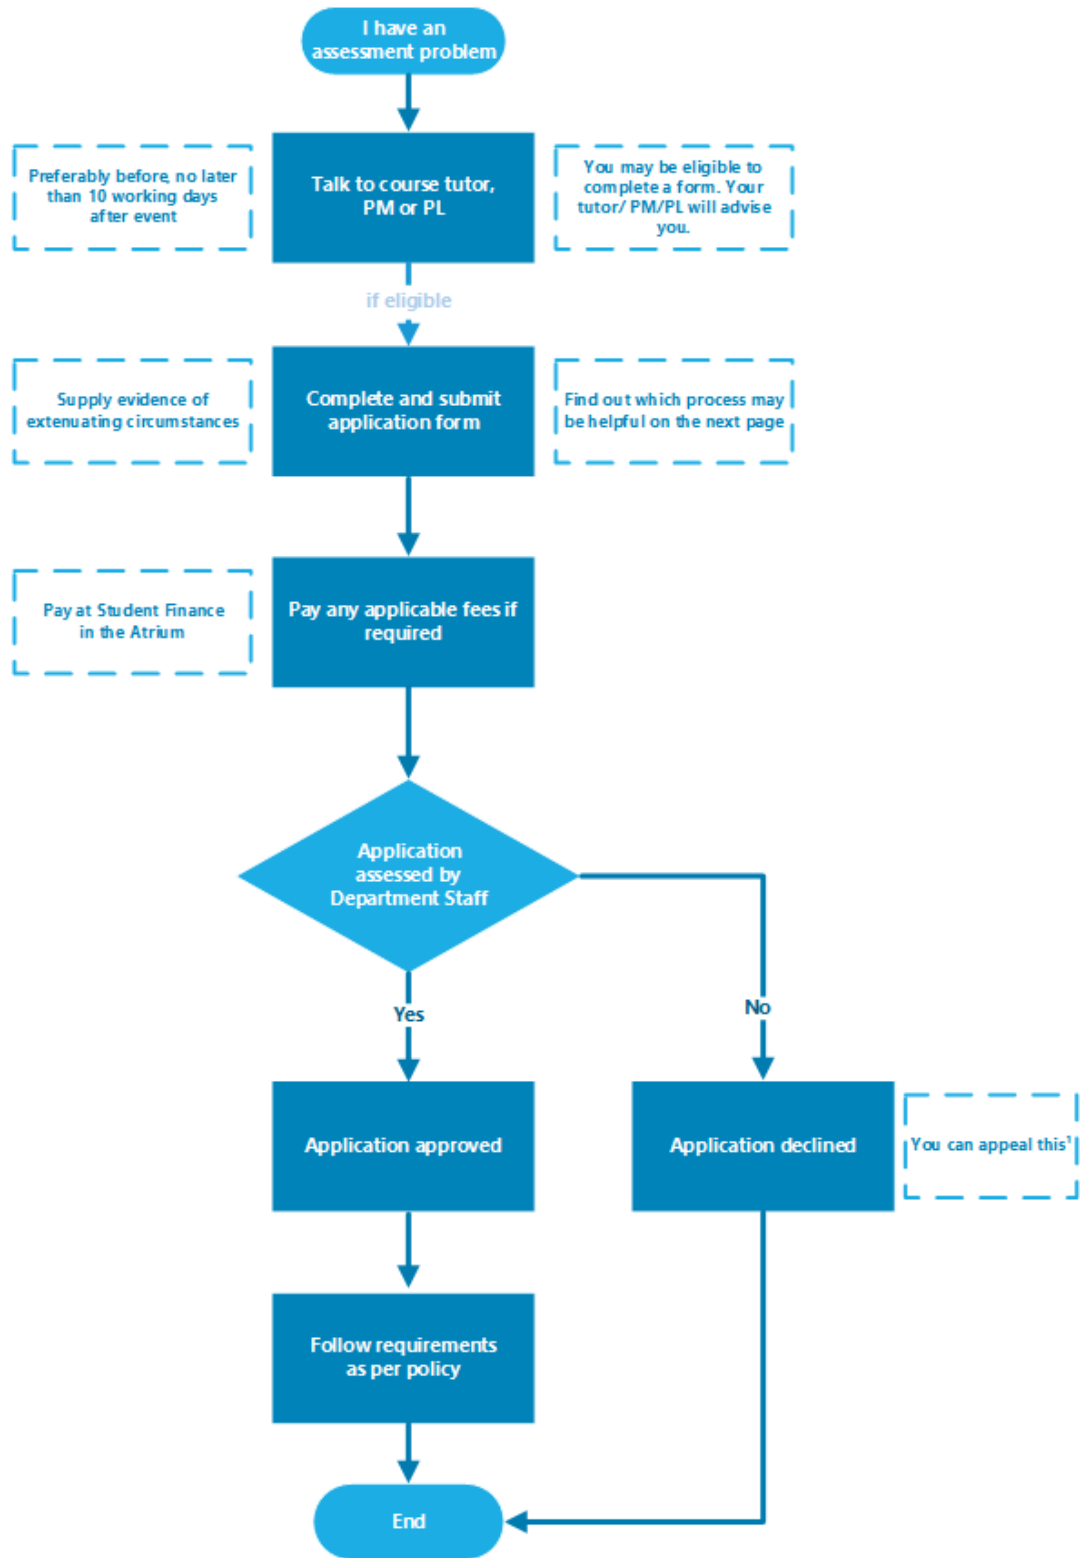 I have an
assessment problem
Preferably before, no later
than 10 working days
after event
Talk to course tutor,
PM or PL
You may be eligible to
complete a form. Your
tutor/ PM/PL will advise
you.
if eligible
Supply evidence of
extenuating circumstances
Complete and submit
application form
Find out which process may
be helpful on the next page
Pay at Student Finance
in the Atrium
Pay any applicable fees if
required
Application
assessed by
Department Staff
Yes
No
Application approved
Application declined
You can appeal this¹
Follow requirements
as per policy
End